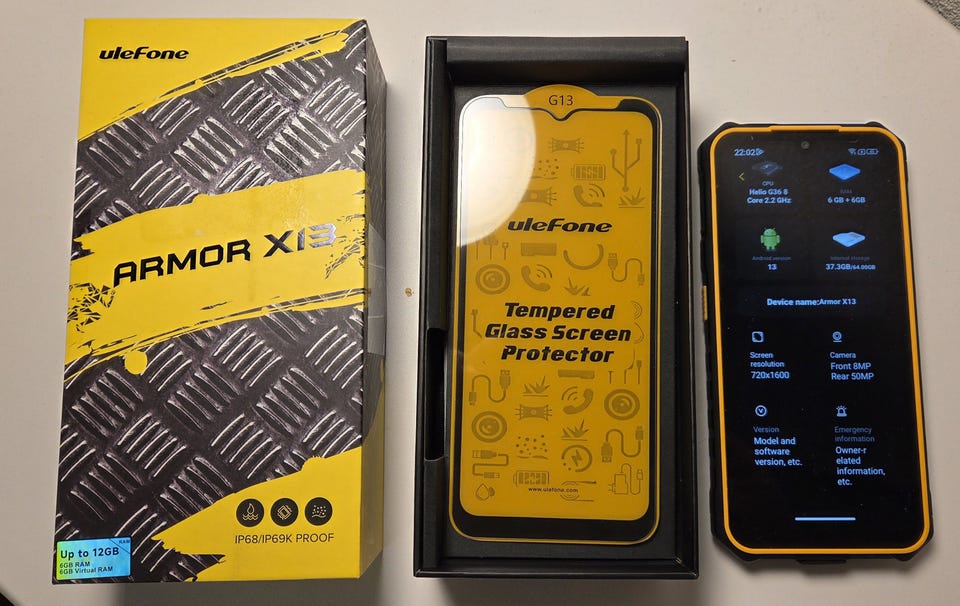 uleFone
ARMOR X13
IP68/IP69K PROOF
RAM
Up to 12GB
6GB RAM
6GB Virtual RAM
G13
uleFone
Tempered
Glass Screen
Protector
www.ulefone.com
22:02
CPU
Helio G36 8
Core 2.2 GHz
RAM
6 GB + 6GB
Android version
13
Internal storage
37.3GB/64.00GB
Device name:Armor X13
Screen
resolution
720x1600
Camera
Front 8MP
Rear 50MP
Version
Model and
software
version, etc.
Emergency
information
Owner-r
elated
information,
etc.